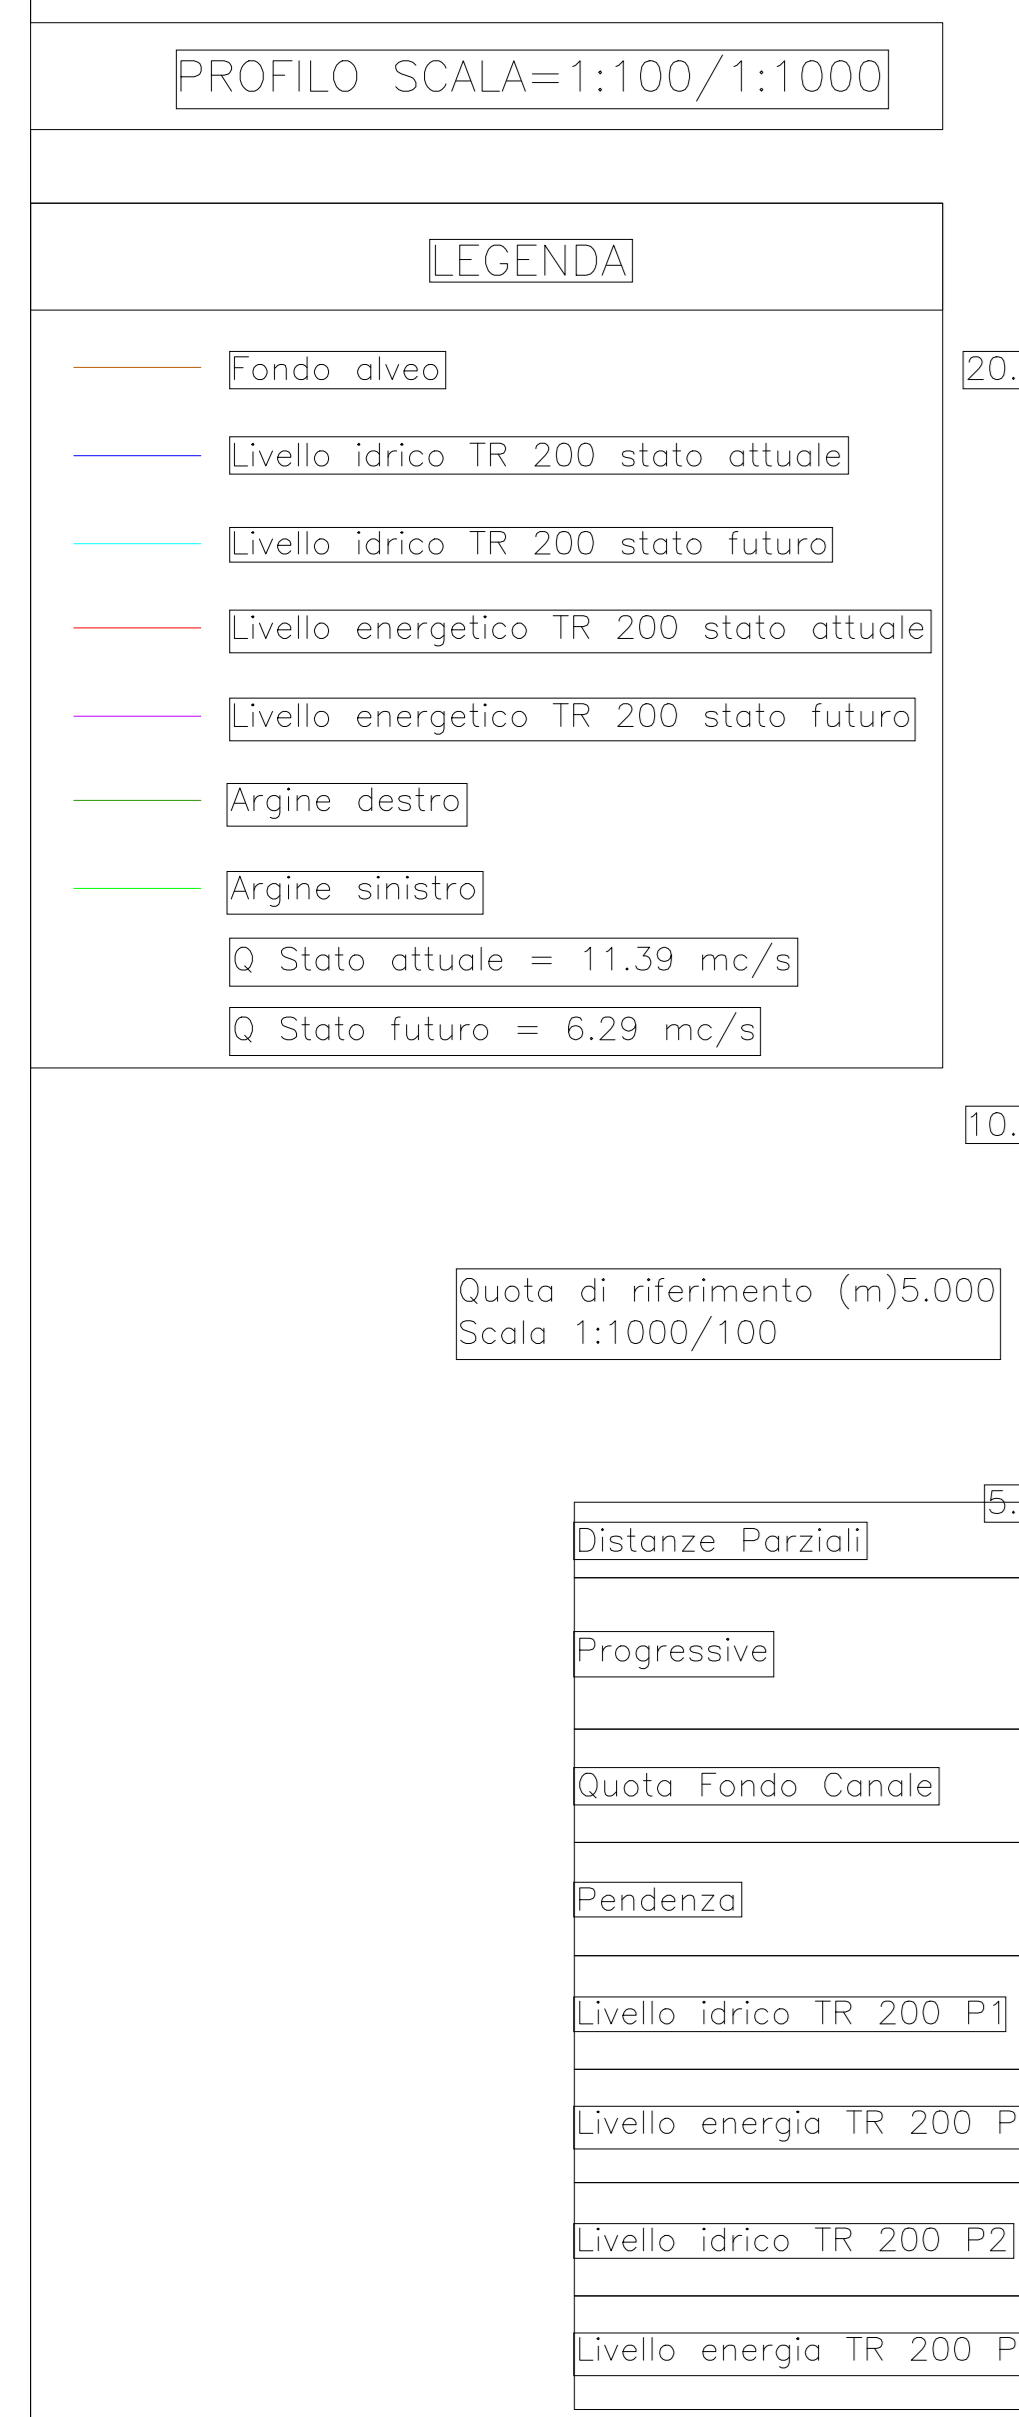 PROFILO SCALA=1:100/1:1000
LEGENDA
Fondo alveo
Livello idrico TR 200 stato attuale
Livello idrico TR 200 stato futuro
Livello energetico TR 200 stato attuale
Livello energetico TR 200 stato futuro
Argine destro
Argine sinistro
Q Stato attuale = 11.39 mc/s
Q Stato futuro = 6.29 mc/s
20.
10.
Quota di riferimento (m)5.000
Scala 1:1000/100
5.
Distanze Parziali
Progressive
Quota Fondo Canale
Pendenza
Livello idrico TR 200 P1
Livello energia TR 200 P
Livello idrico TR 200 P2
Livello energia TR 200 P